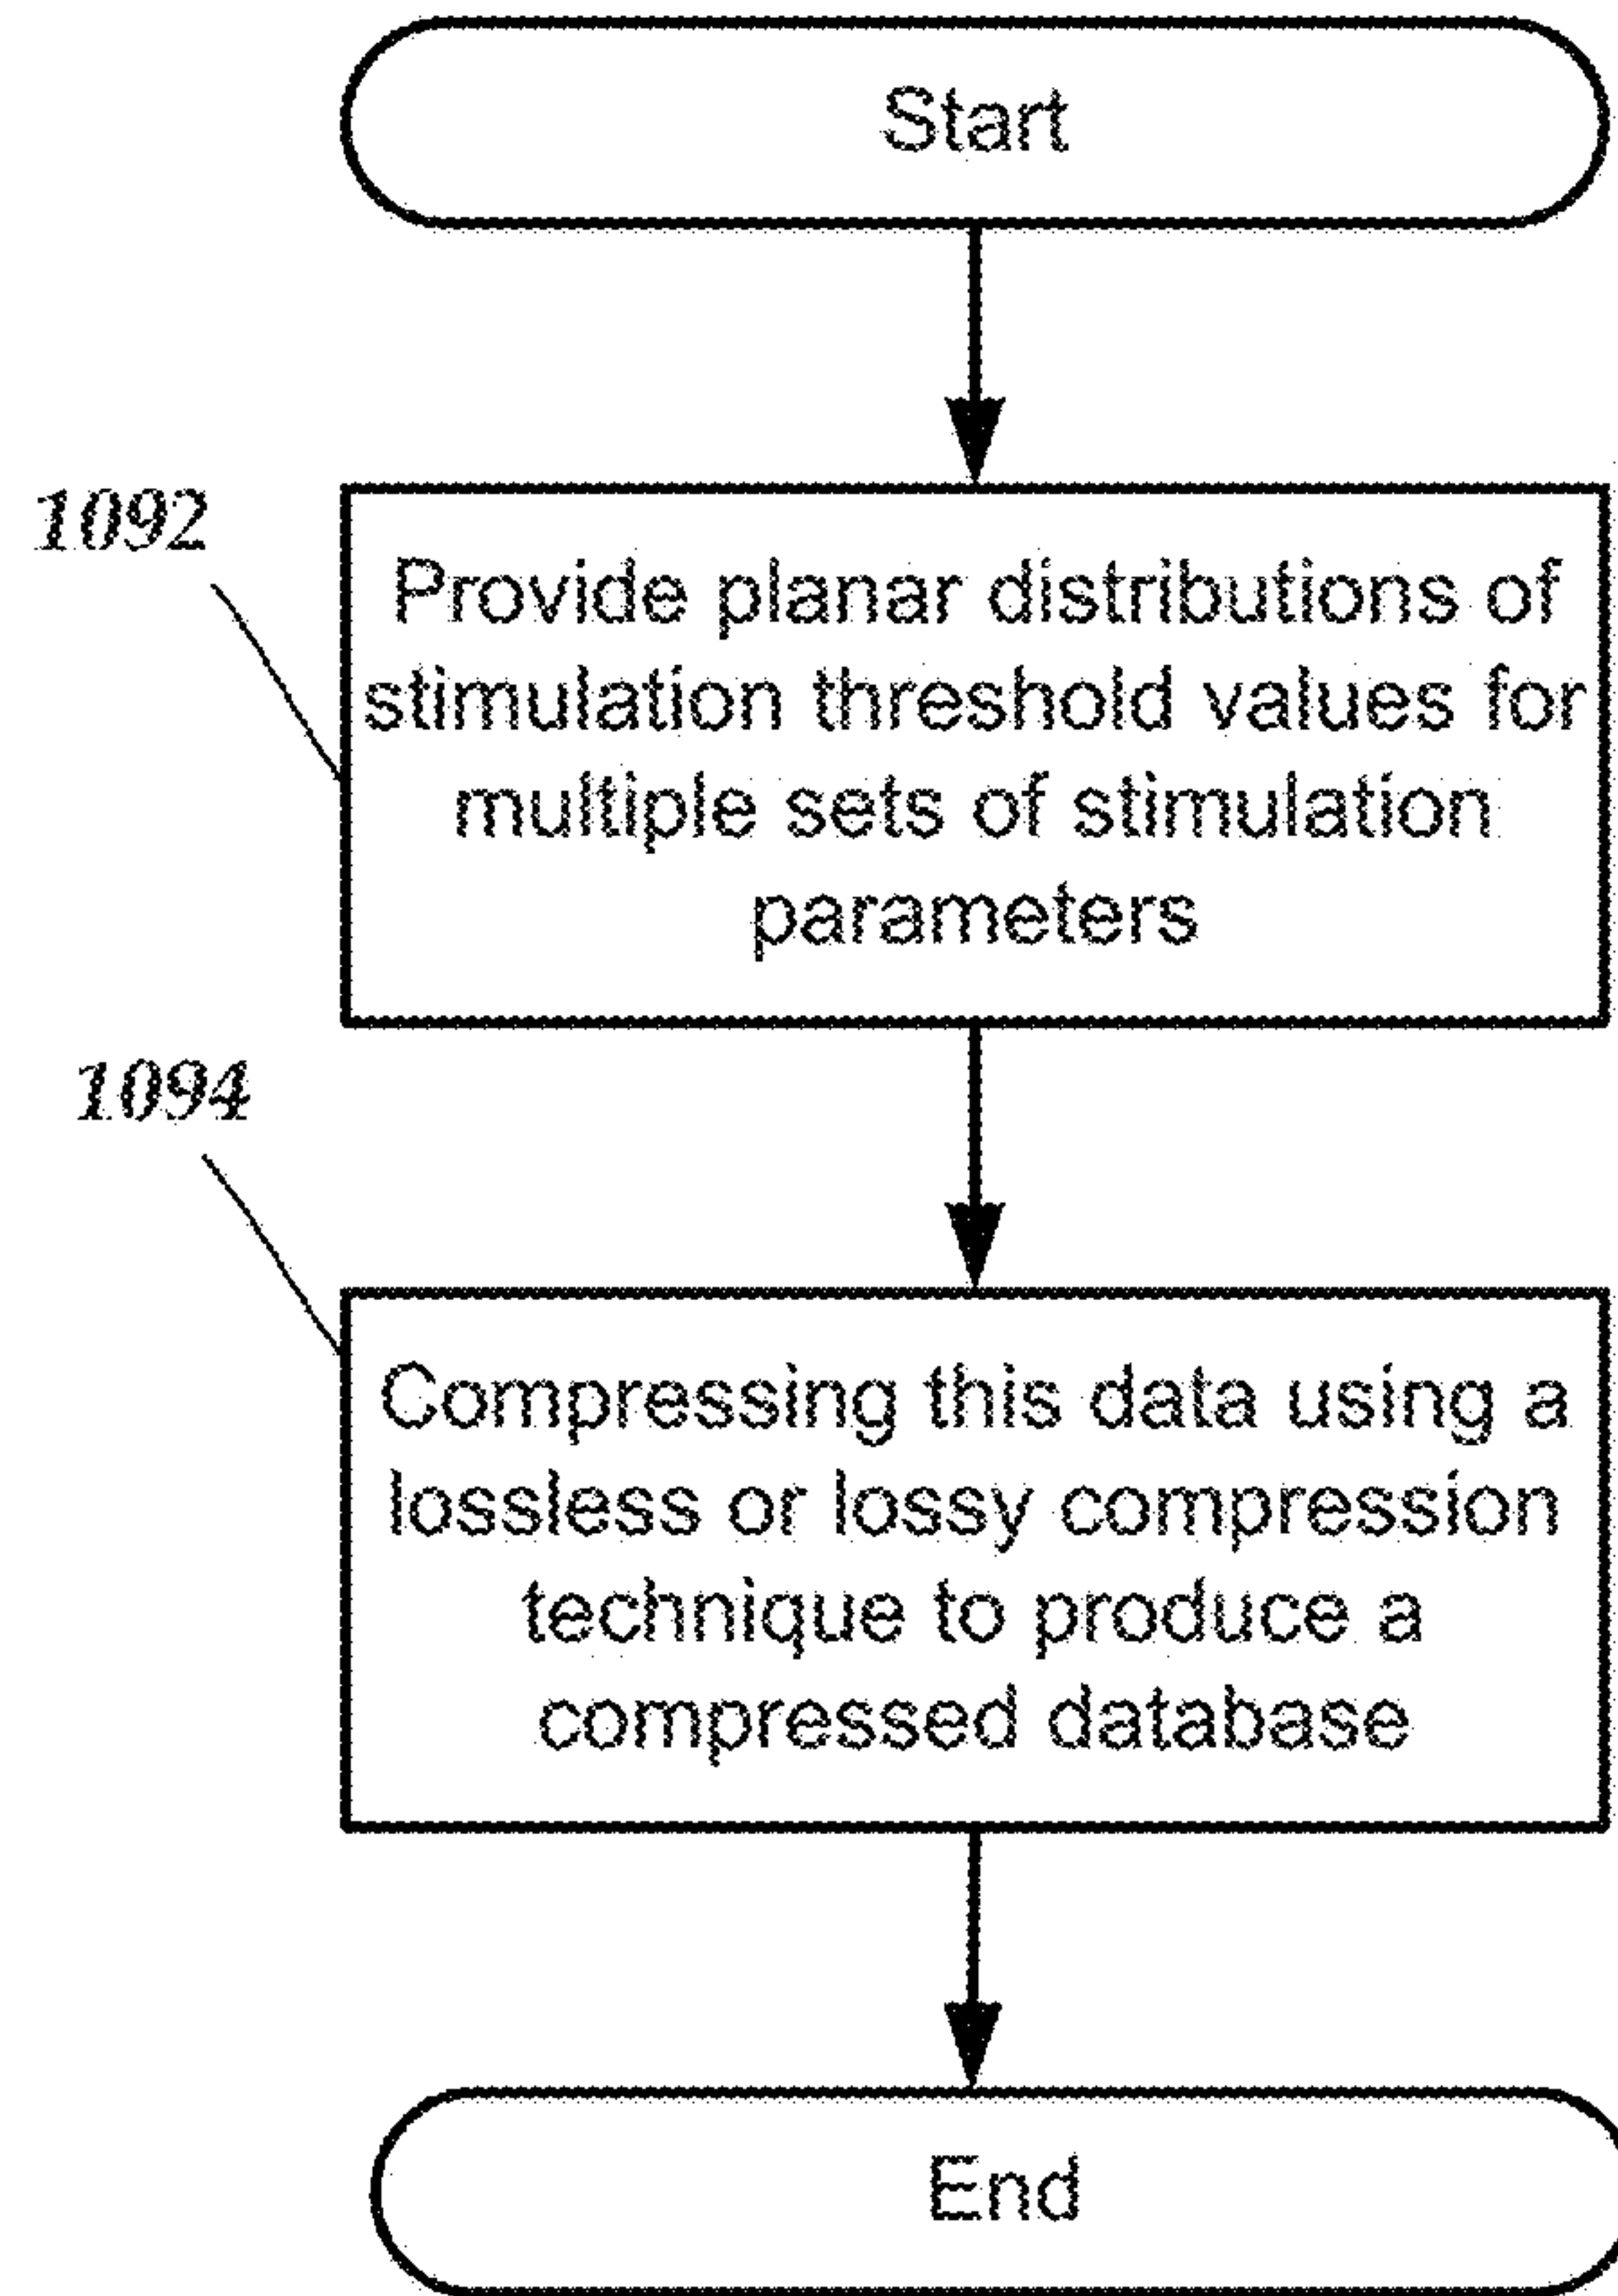 Start
1092
Provide planar distributions of
stimulation threshold values for
multiple sets of stimulation
parameters
1094
Compressing this data using a
lossless or lossy compression
technique to produce a
compressed database
End